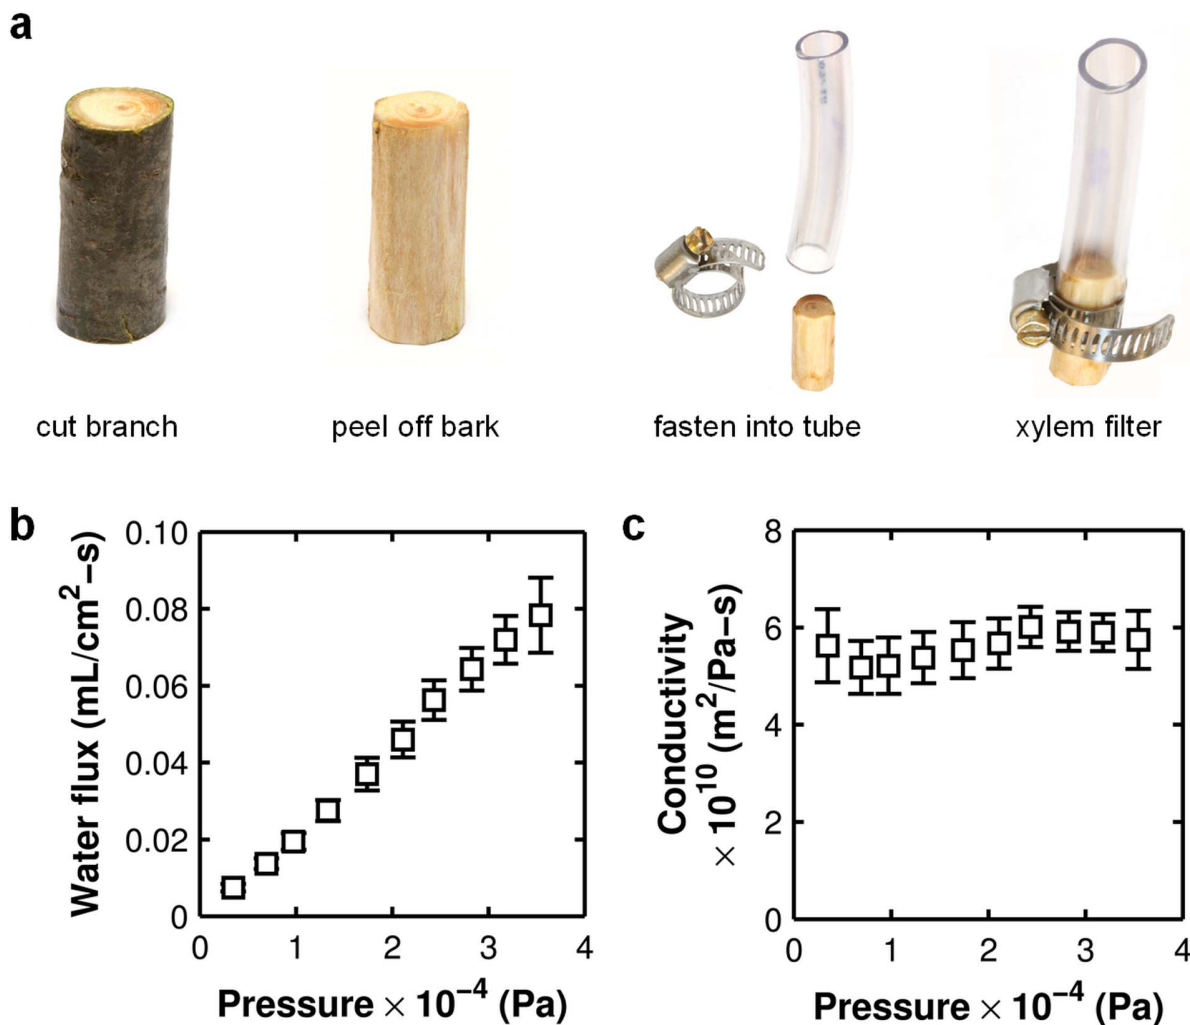 a
cut branch
peel off bark
fasten into tube
xylem filter
b
Water flux (mL/cm²−s)
0.10
0.08
0.06
0.04
0.02
0
0 1 2 3 4
Pressure × 10⁻⁴ (Pa)
c
Conductivity
× 10¹⁰ (m²/Pa−s)
8
6
4
2
0
0 1 2 3 4
Pressure × 10⁻⁴ (Pa)